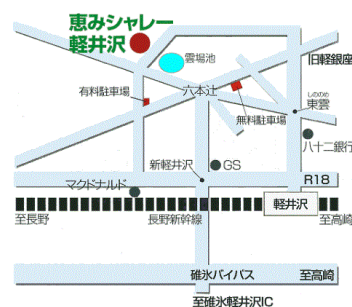 恵みシャレー
軽井沢
雲場池
旧軽銀座
有料駐車場
六本辻
しののめ
東雲
無料駐車場
八十二銀行
新軽井沢
GS
マクドナルド
軽井沢
R18
至長野
長野新幹線
至高崎
碓氷バイパス
至高崎
至碓氷軽井沢IC